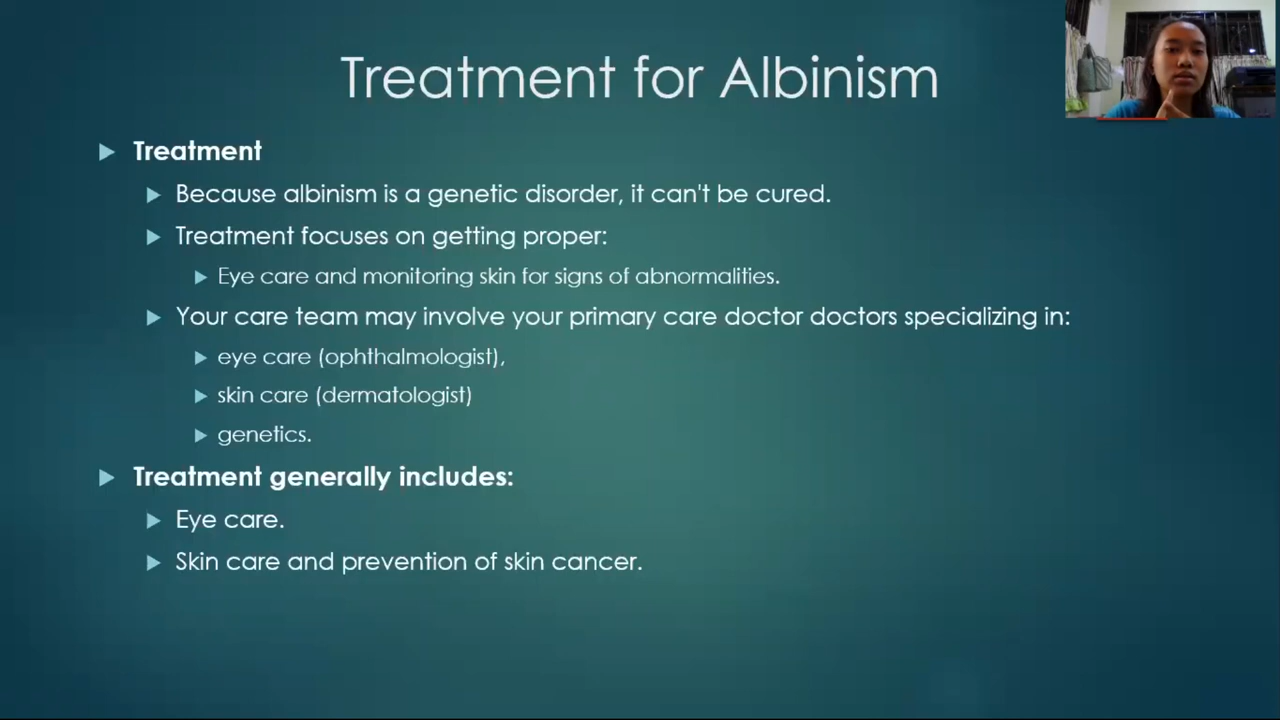 Treatment for Albinism
Treatment
Because albinism is a genetic disorder, it can't be cured.
Treatment focuses on getting proper:
Eye care and monitoring skin for signs of abnormalities.
Your care team may involve your primary care doctor doctors specializing in:
eye care (ophthalmologist),
skin care (dermatologist)
genetics.
Treatment generally includes:
Eye care.
Skin care and prevention of skin cancer.